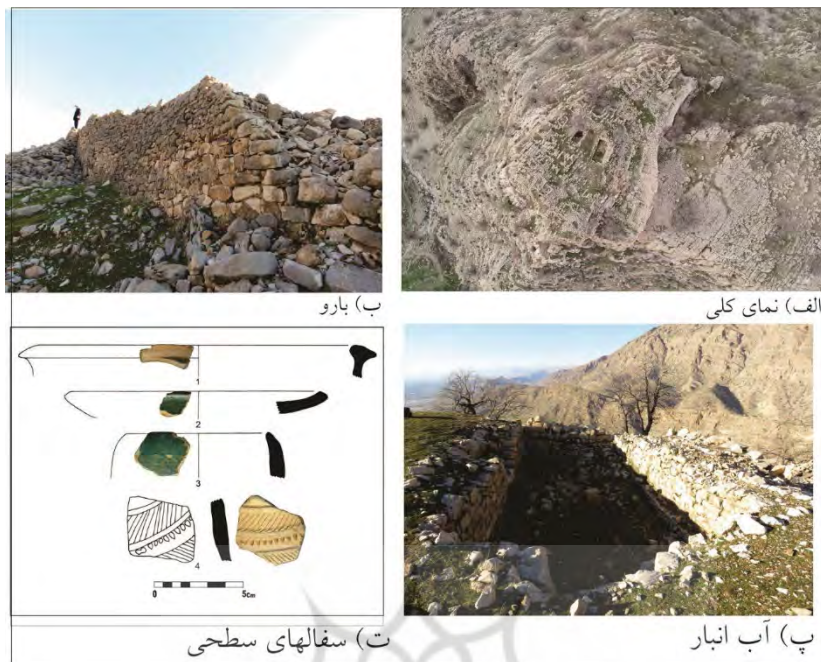 الف) نمای کلی
ب) بارو
پ) آب انبار
ت) سفالهای سطحی
1
2
3
4
0 5cm